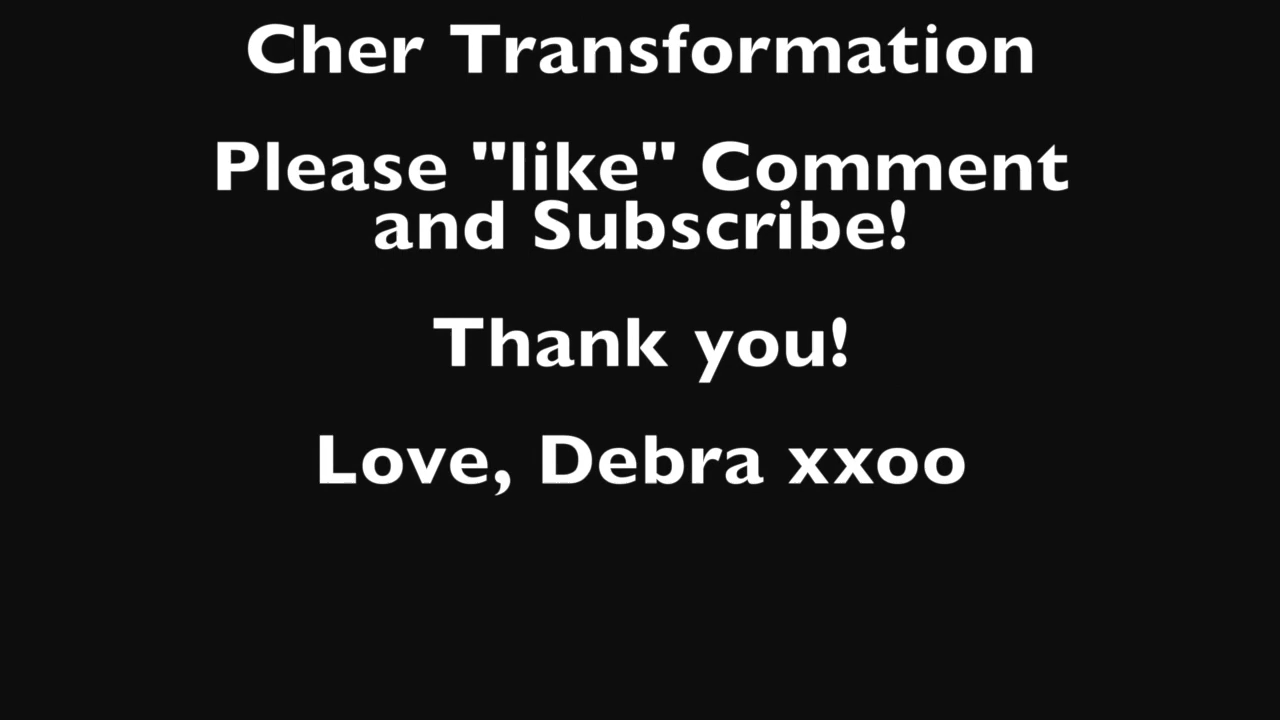 Cher Transformation
Please "like" Comment
and Subscribe!
Thank you!
Love, Debra xxoo